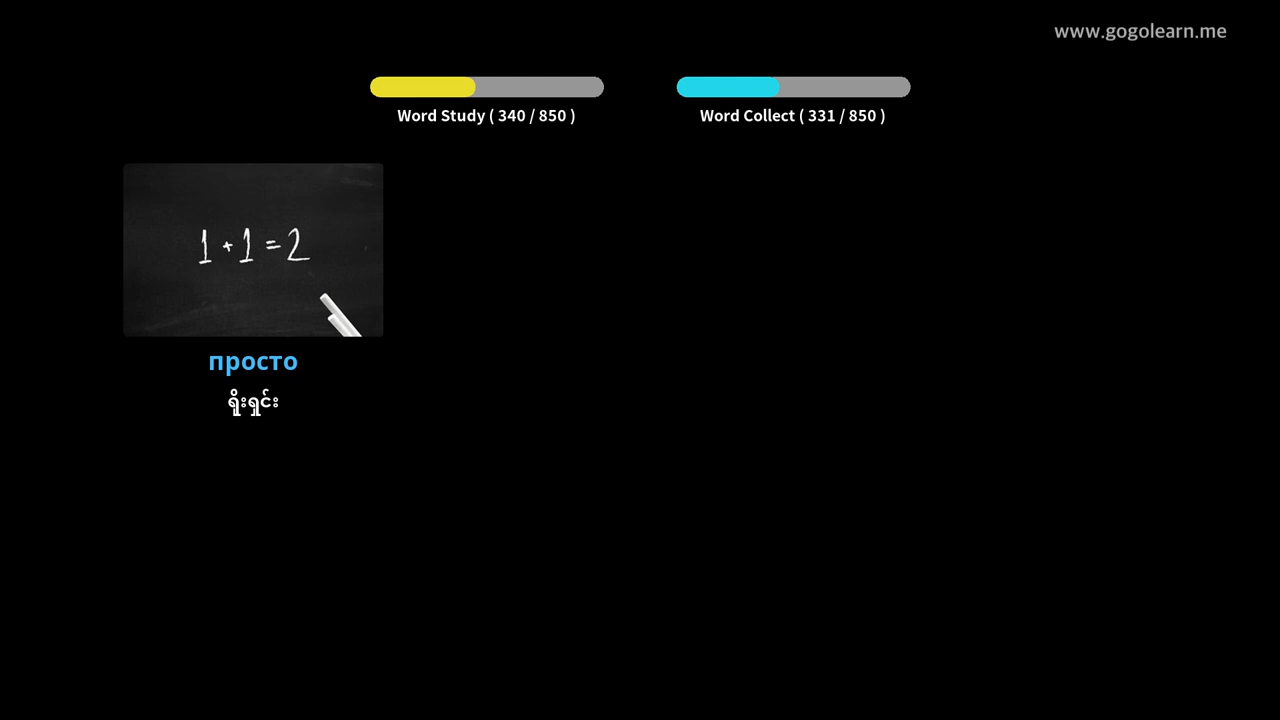 www.gogolearn.me
Word Study ( 340 / 850 )
Word Collect ( 331 / 850 )
1 + 1 = 2
просто
ရိုးရှင်း